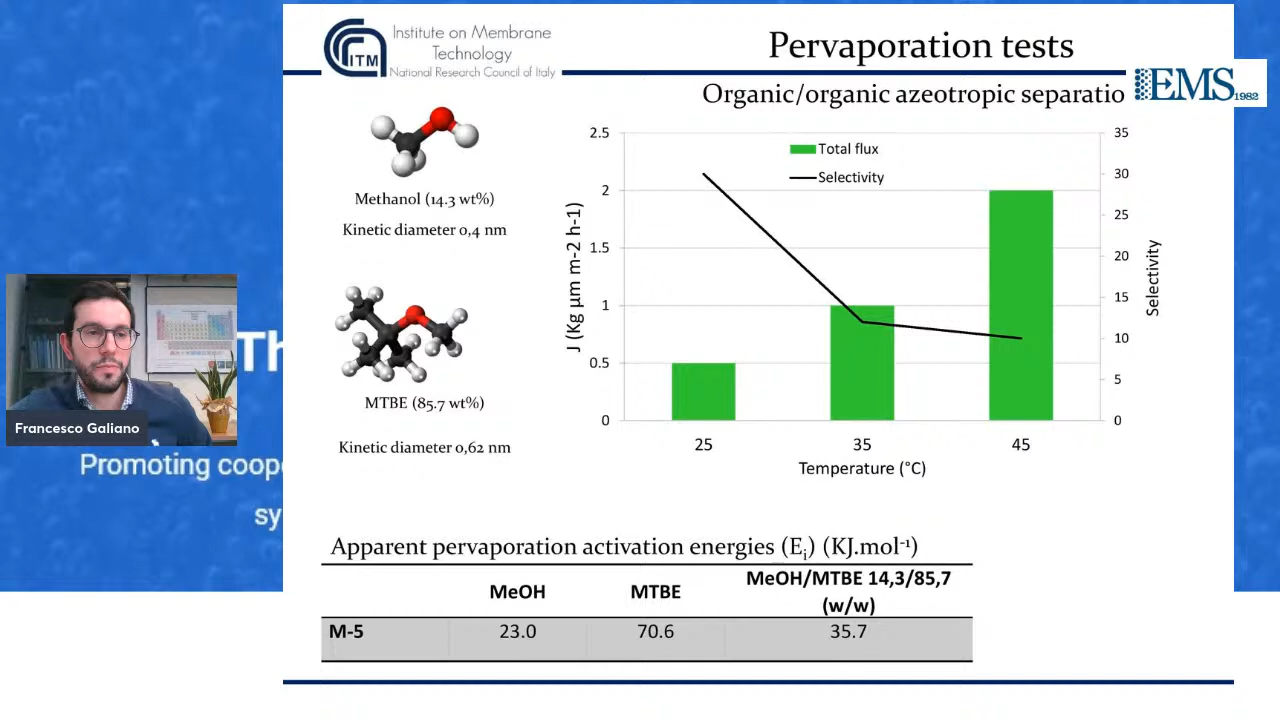 Institute on Membrane
Technology
National Research Council of Italy
ITM
Pervaporation tests
EMS 1982
Organic/organic azeotropic separatio
Methanol (14.3 wt%)
Kinetic diameter 0,4 nm
MTBE (85.7 wt%)
Kinetic diameter 0,62 nm
2.5
2
1.5
1
0.5
0
J (Kg µm m-2 h-1)
Total flux
Selectivity
35
30
25
20
15
10
5
0
Selectivity
25 35 45
Temperature (°C)
Th
Francesco Galiano
Promoting coope
sy
Apparent pervaporation activation energies (Ei) (KJ.mol-1)
MeOH MTBE MeOH/MTBE 14,3/85,7
(w/w)
M-5 23.0 70.6 35.7